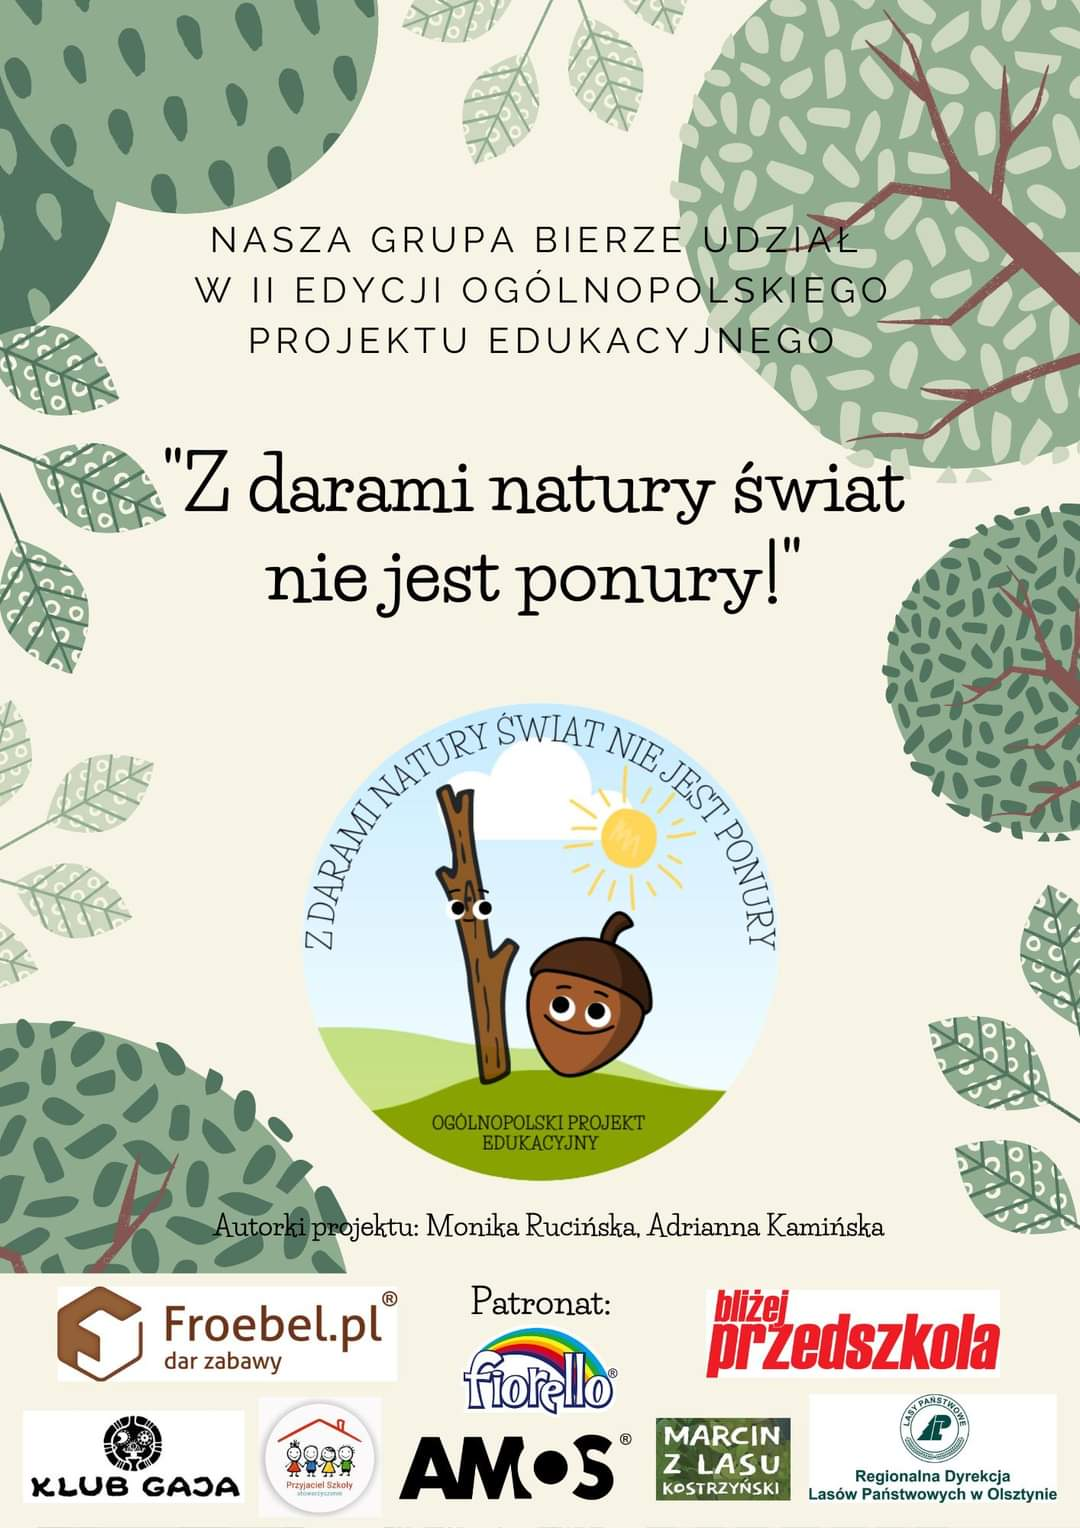 NASZA GRUPA BIERZE UDZIAŁ
W II EDYCJI OGÓLNOPOLSKIEGO
PROJEKTU EDUKACYJNEGO
"Z darami natury świat
nie jest ponury!"
Z DARAMI NATURY ŚWIAT NIE JEST PONURY
OGÓLNOPOLSKI PROJEKT
EDUKACYJNY
Autorki projektu: Monika Rucińska, Adrianna Kamińska
Patronat:
Froebel.pl®
dar zabawy
fiorello®
bliżej
przedszkola
KLUB GAJA
Przyjaciel Szkoły
stowarzyszenie
AMOS®
MARCIN
Z LASU
KOSTRZYŃSKI
LASY PAŃSTWOWE
Regionalna Dyrekcja
Lasów Państwowych w Olsztynie